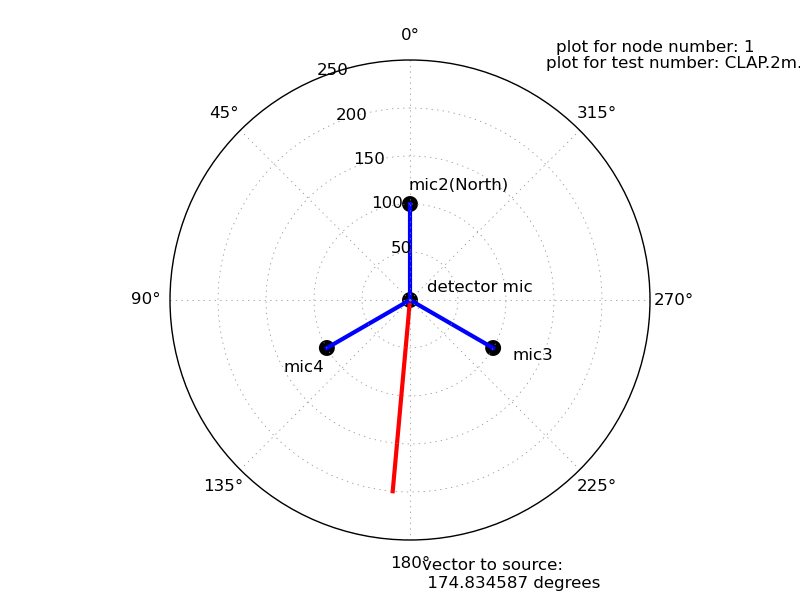 0°
plot for node number: 1
plot for test number: CLAP.2m.
250
45°
315°
200
150
mic2(North)
100
50
detector mic
90°
270°
mic3
mic4
135°
225°
180°
vector to source:
174.834587 degrees